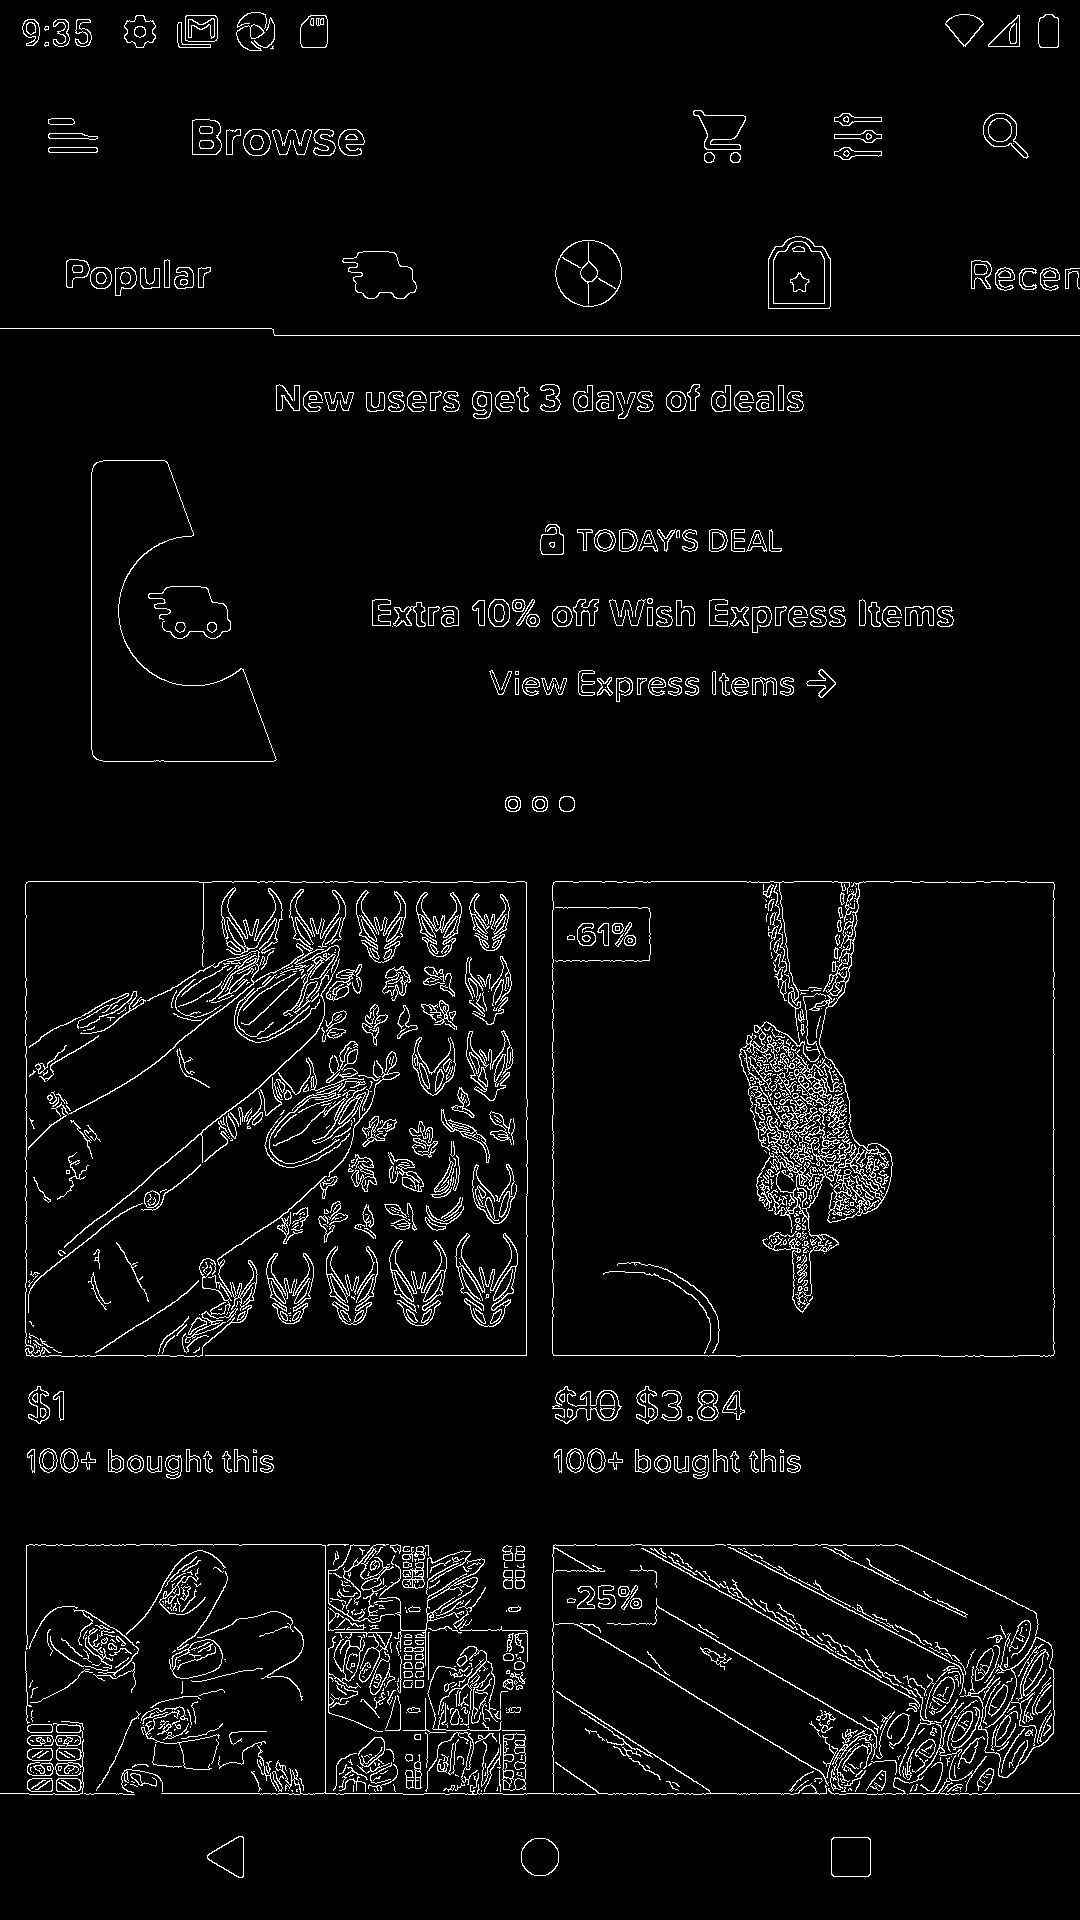 9:35
Browse
Popular
Recen
New users get 3 days of deals
TODAY'S DEAL
Extra 10% off Wish Express Items
View Express Items →
-61%
$1
$10 $3.84
100+ bought this
100+ bought this
-25%